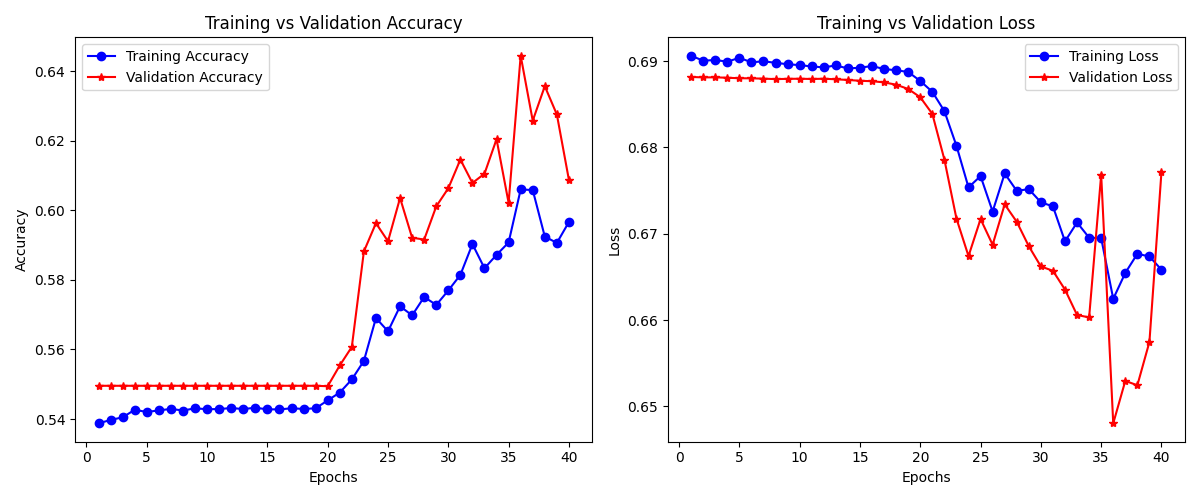 Training vs Validation Accuracy
Training Accuracy
Validation Accuracy
Accuracy
0.64
0.62
0.60
0.58
0.56
0.54
0 5 10 15 20 25 30 35 40
Epochs
Training vs Validation Loss
Training Loss
Validation Loss
Loss
0.69
0.68
0.67
0.66
0.65
0 5 10 15 20 25 30 35 40
Epochs